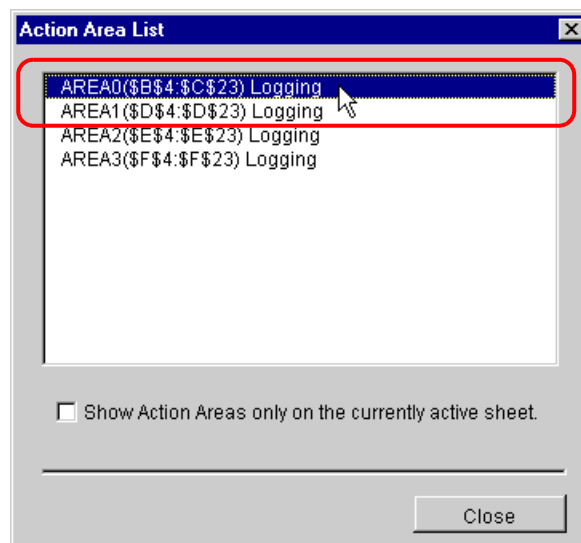 Action Area List
AREA0($B$4:$C$23) Logging
AREA1($D$4:$D$23) Logging
AREA2($E$4:$E$23) Logging
AREA3($F$4:$F$23) Logging
Show Action Areas only on the currently active sheet.
Close